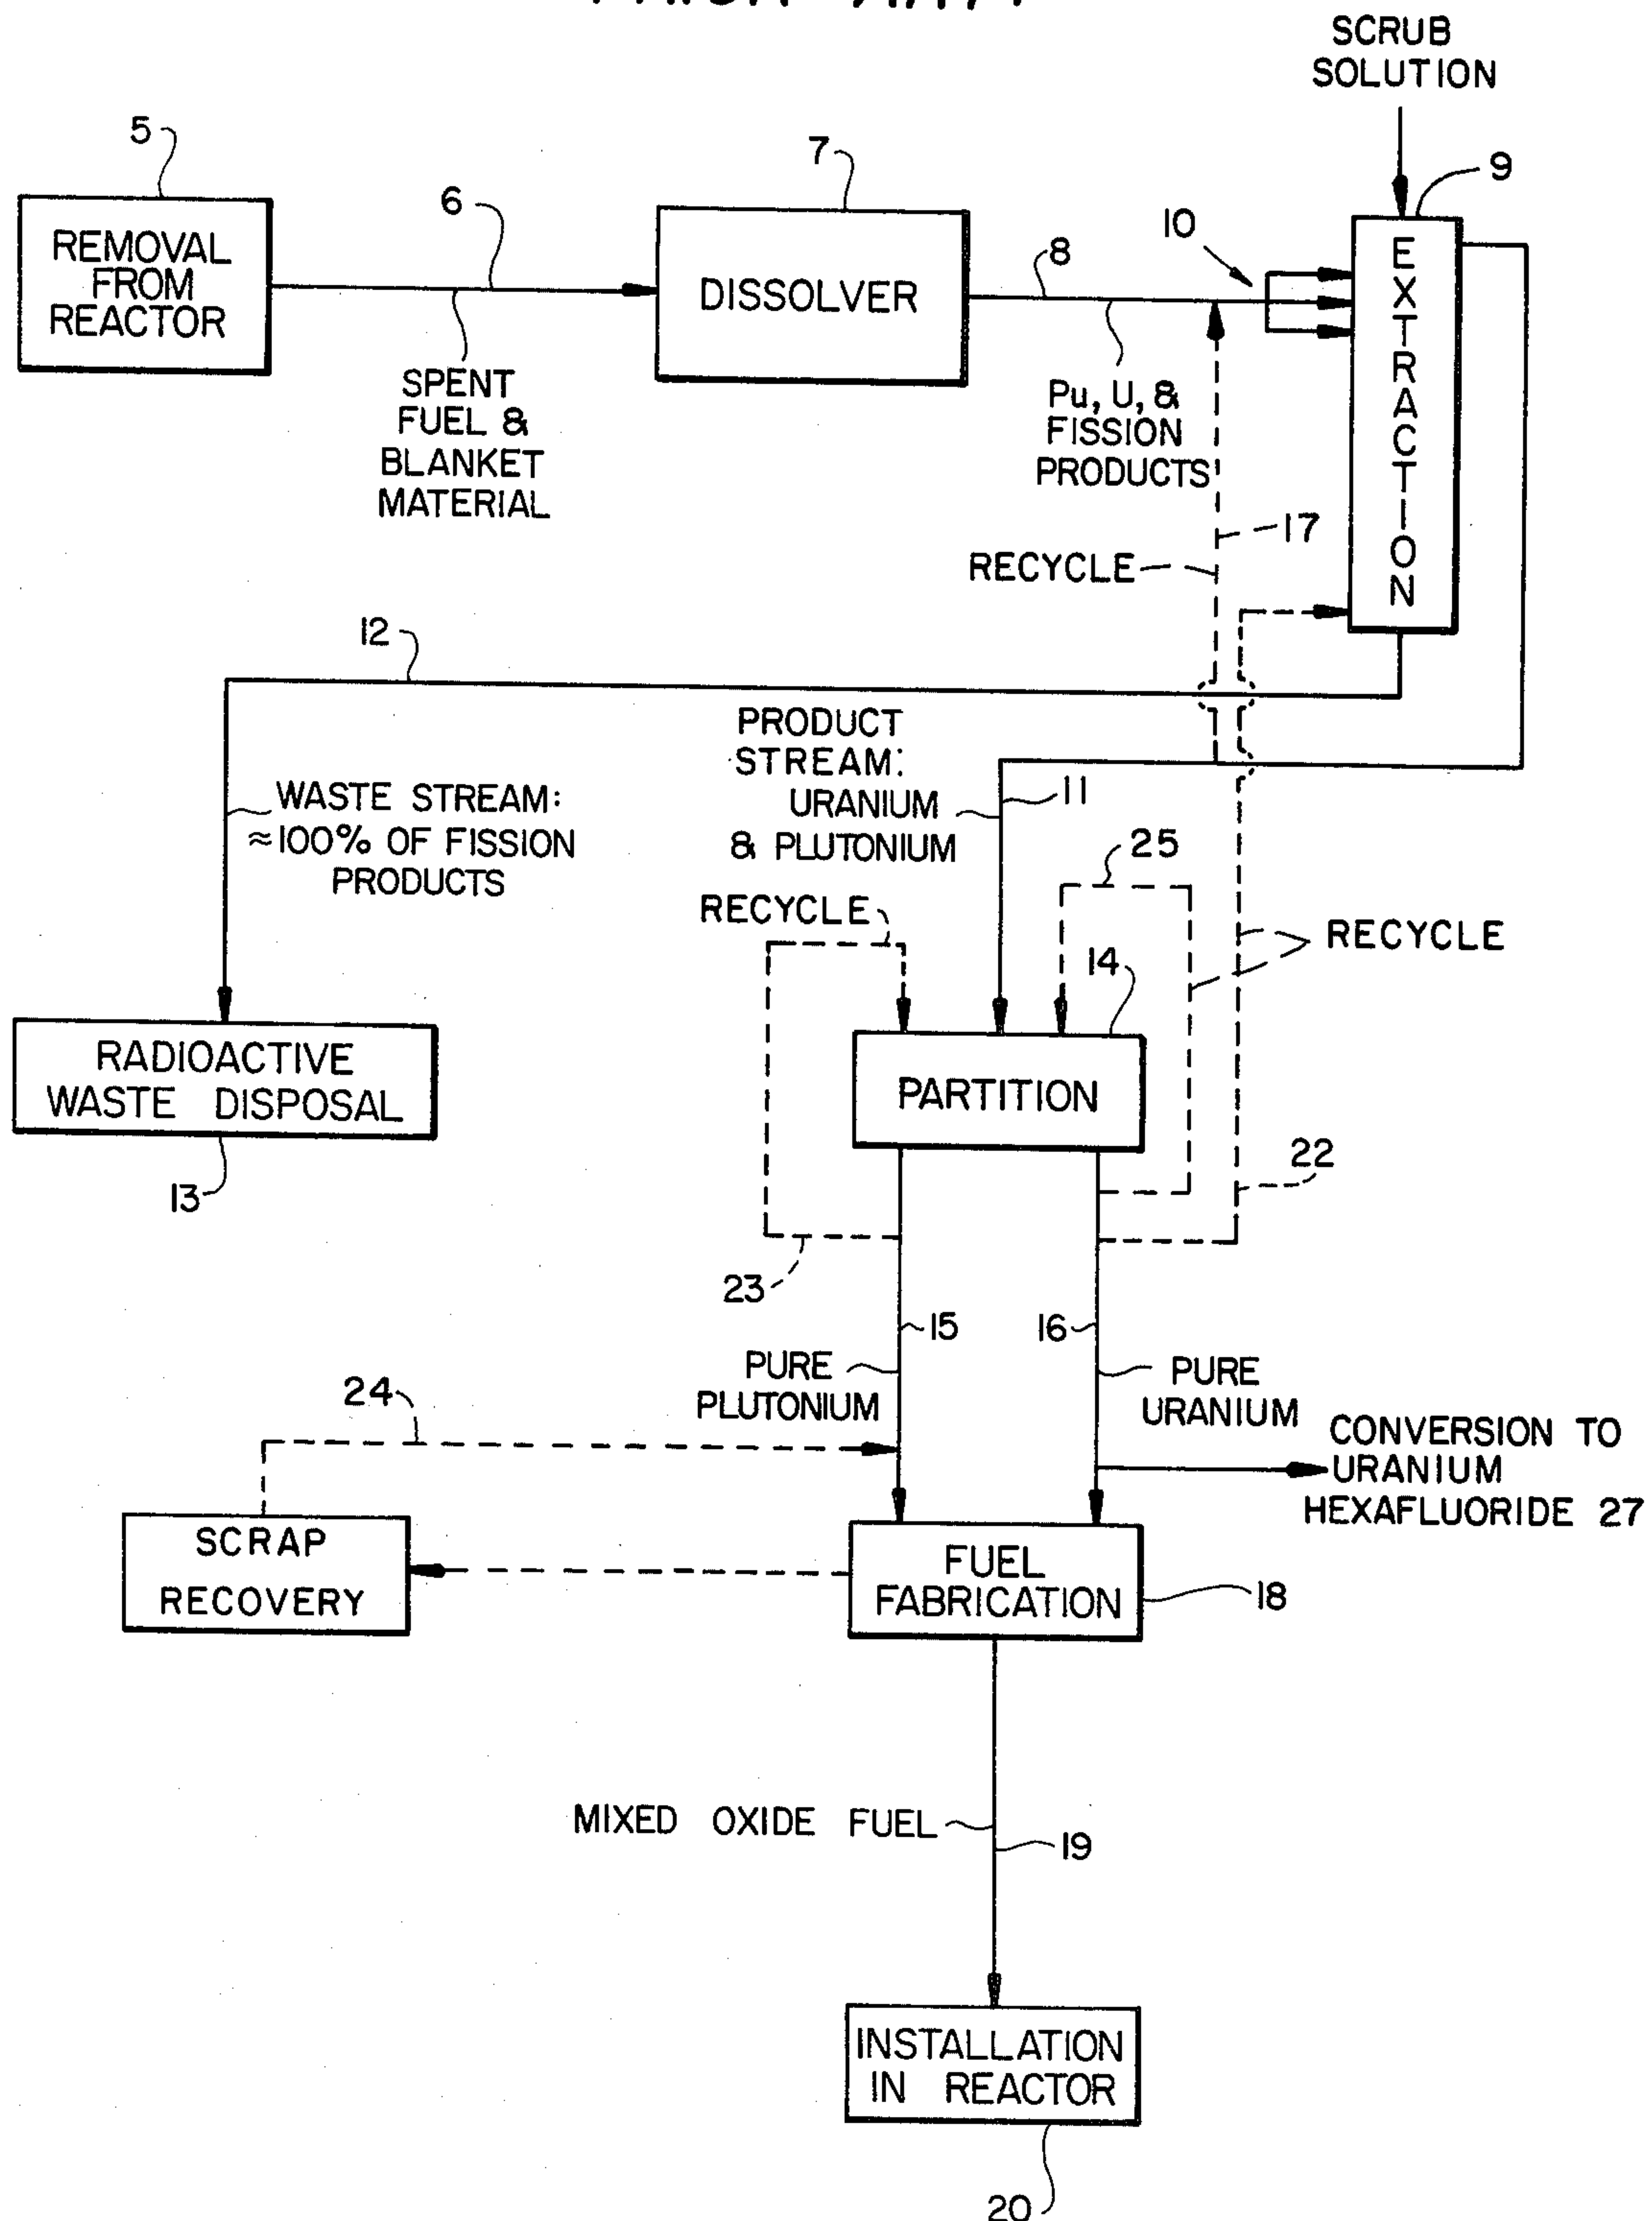 SCRUB
SOLUTION
5
6
7
8
10
9
REMOVAL
FROM
REACTOR
DISSOLVER
EXTRACTION
SPENT
FUEL &
BLANKET
MATERIAL
Pu, U, &
FISSION
PRODUCTS
17
RECYCLE
12
PRODUCT
STREAM:
URANIUM
& PLUTONIUM
11
WASTE STREAM:
≈100% OF FISSION
PRODUCTS
25
RECYCLE
RECYCLE
14
RADIOACTIVE
WASTE DISPOSAL
13
PARTITION
22
23
15
16
PURE
PLUTONIUM
PURE
URANIUM
24
CONVERSION TO
URANIUM
HEXAFLUORIDE 27
SCRAP
RECOVERY
FUEL
FABRICATION
18
MIXED OXIDE FUEL
19
INSTALLATION
IN REACTOR
20